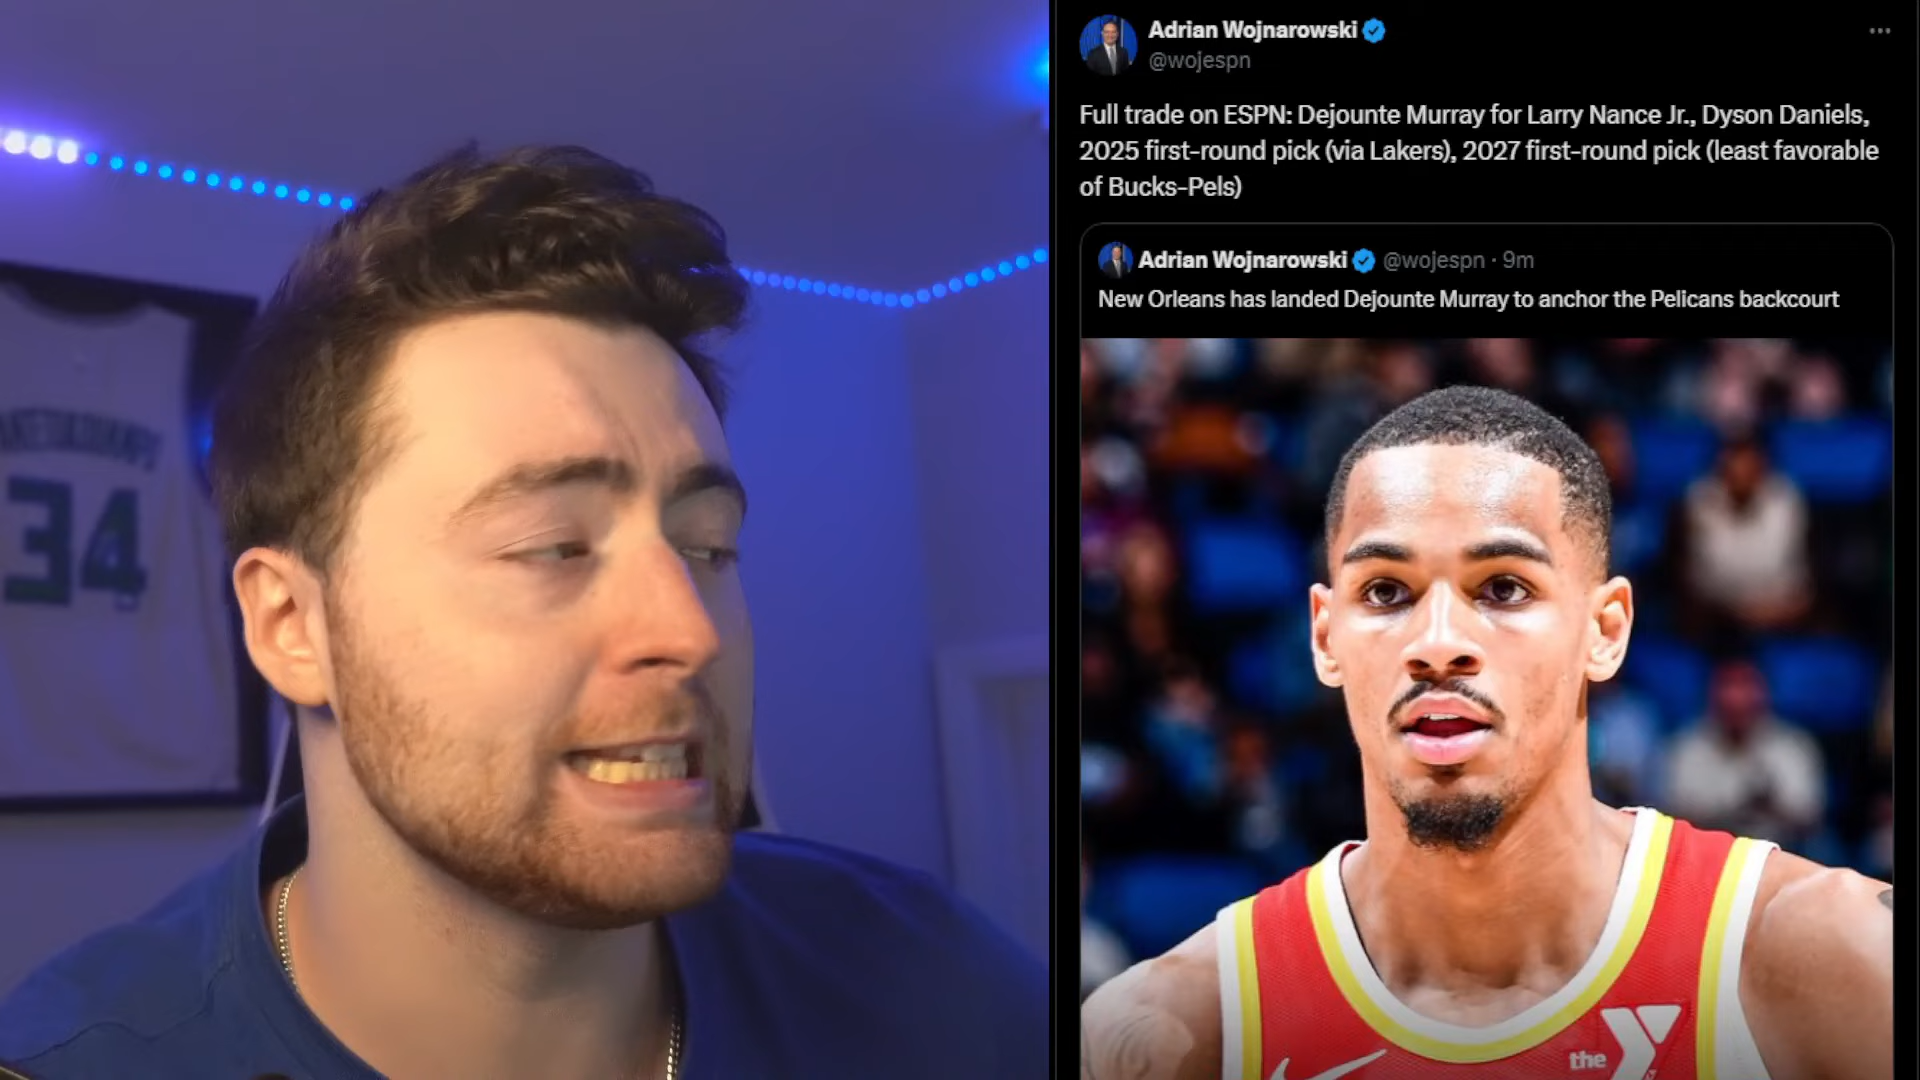 Adrian Wojnarowski
@wojespn
Full trade on ESPN: Dejounte Murray for Larry Nance Jr., Dyson Daniels,
2025 first-round pick (via Lakers), 2027 first-round pick (least favorable
of Bucks-Pels)
Adrian Wojnarowski @wojespn · 9m
New Orleans has landed Dejounte Murray to anchor the Pelicans backcourt
34
the